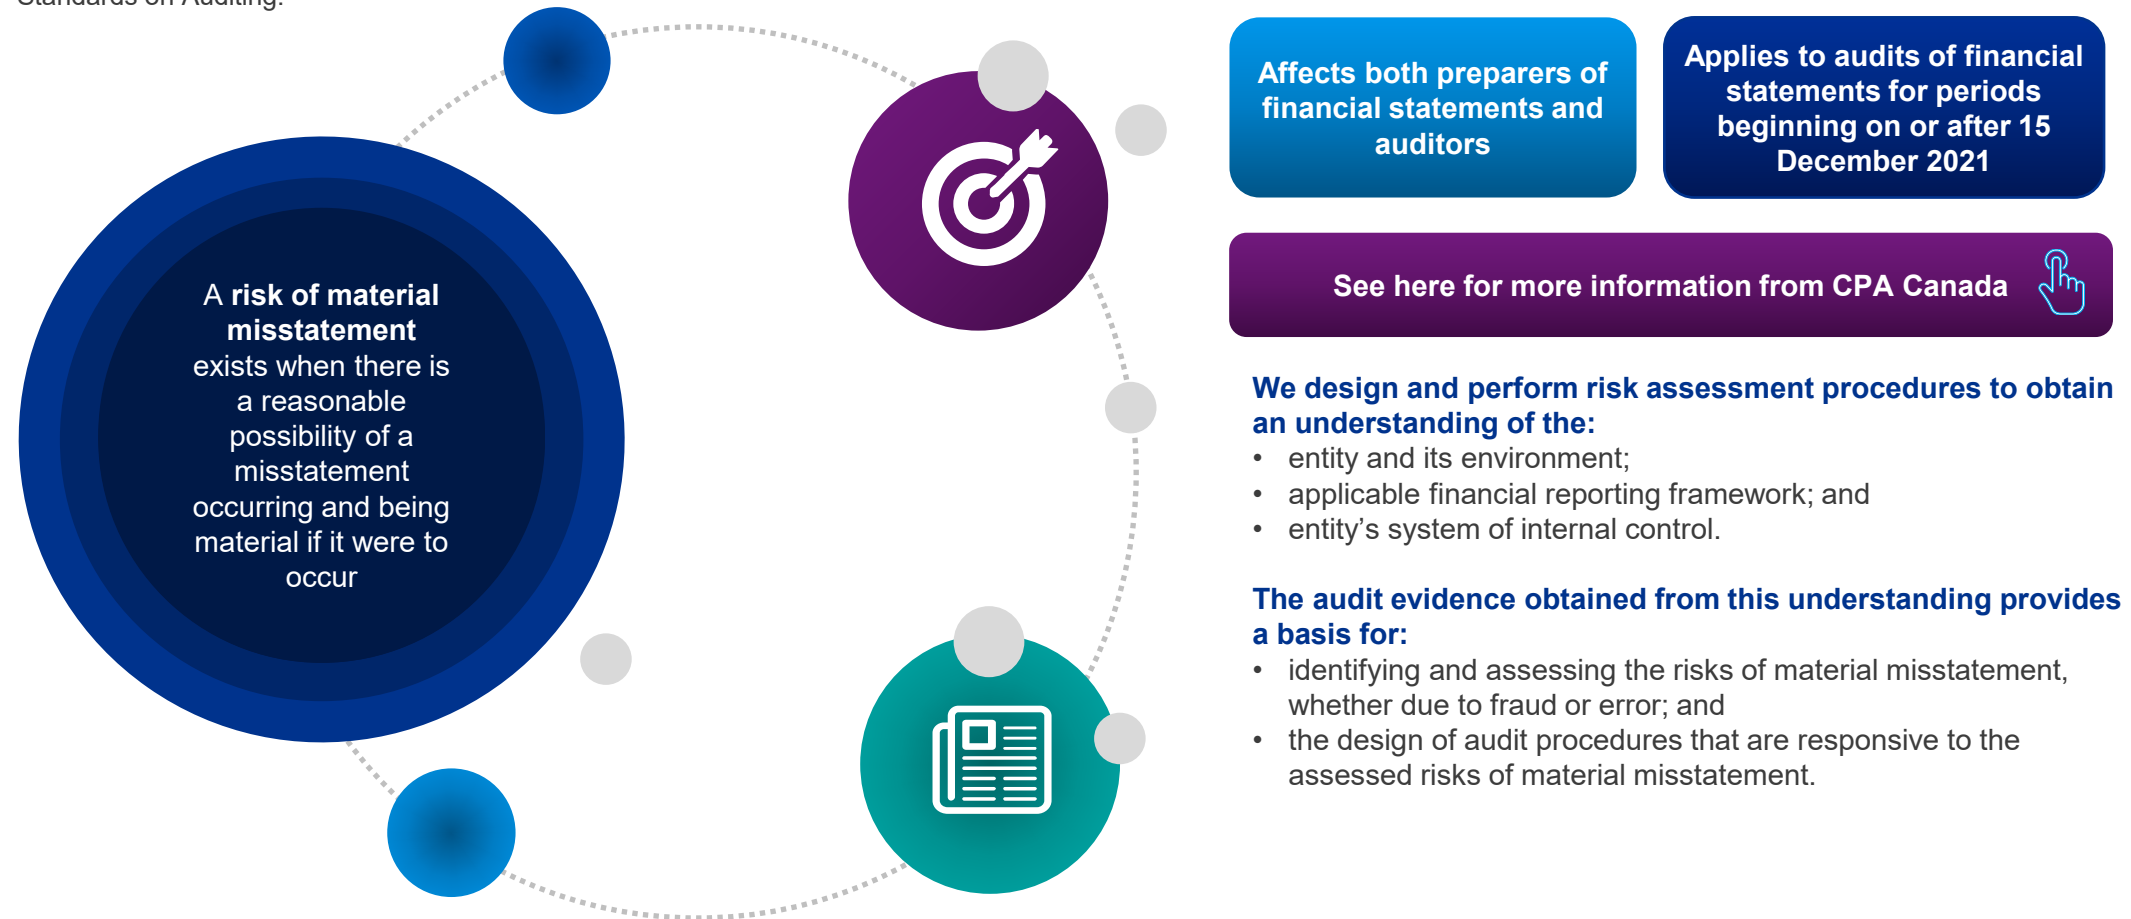 Standards on Auditing.
A risk of material
misstatement
exists when there is
a reasonable
possibility of a
misstatement
occurring and being
material if it were to
occur
Affects both preparers of
financial statements and
auditors
Applies to audits of financial
statements for periods
beginning on or after 15
December 2021
See here for more information from CPA Canada
We design and perform risk assessment procedures to obtain
an understanding of the:
• entity and its environment;
• applicable financial reporting framework; and
• entity’s system of internal control.
The audit evidence obtained from this understanding provides
a basis for:
• identifying and assessing the risks of material misstatement,
whether due to fraud or error; and
• the design of audit procedures that are responsive to the
assessed risks of material misstatement.